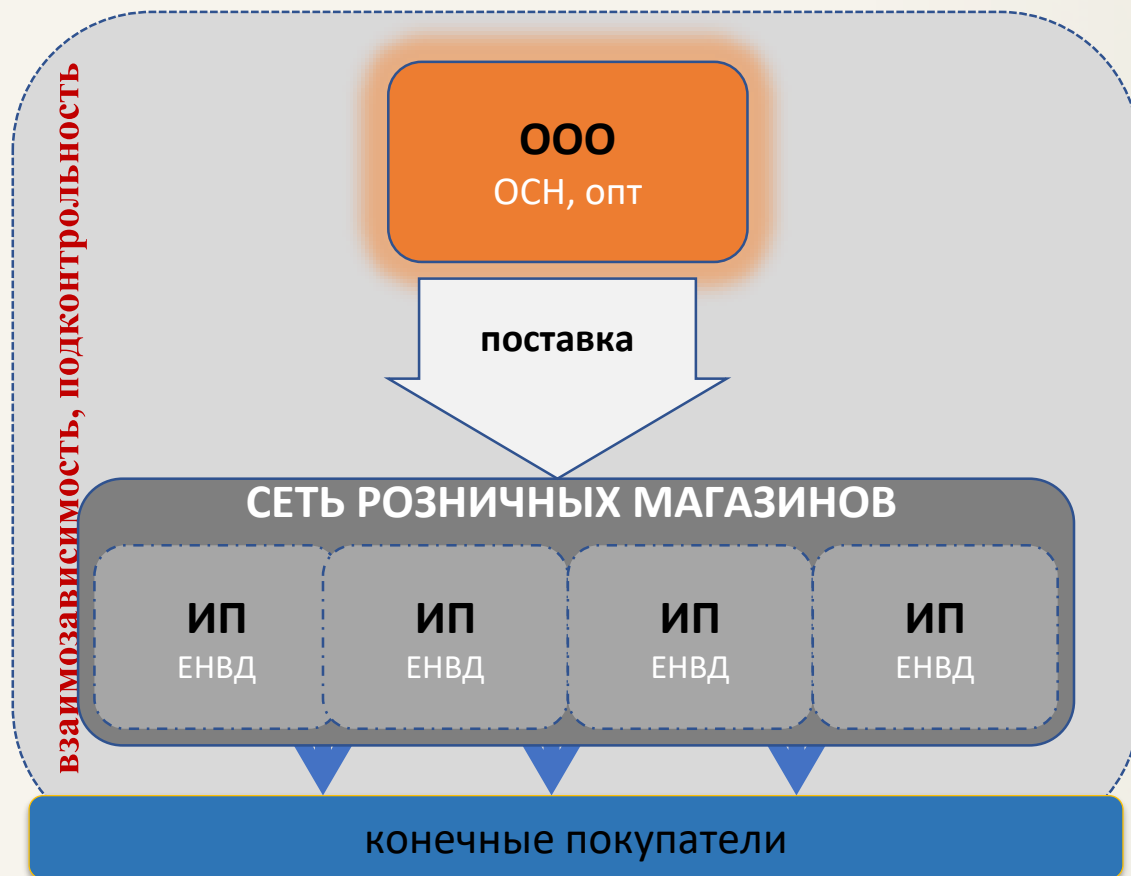 взаимозависимость, подконтрольность
ООО
ОСН, опт
поставка
СЕТЬ РОЗНИЧНЫХ МАГАЗИНОВ
ИП
ЕНВД
ИП
ЕНВД
ИП
ЕНВД
ИП
ЕНВД
конечные покупатели